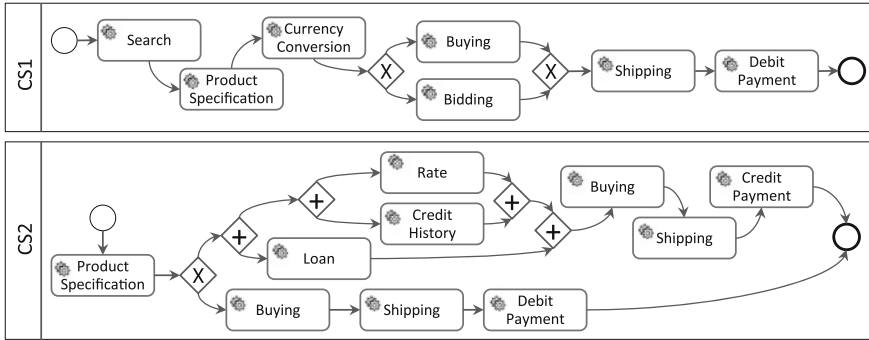 CS1
Search
Product
Specification
Currency
Conversion
X
Buying
Bidding
X
Shipping
Debit
Payment
CS2
Product
Specification
X
+
+
Rate
Credit
History
Loan
+
+
Buying
Shipping
Credit
Payment
Buying
Shipping
Debit
Payment